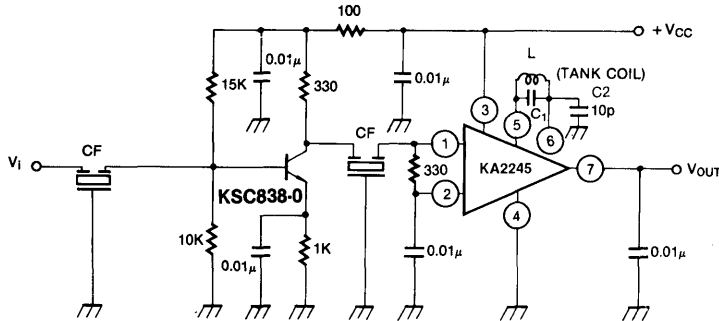 100
+ VCC
0.01μ
L
(TANK COIL)
15K
330
0.01μ
3
C1
C2
10p
5
6
CF
CF
1
Vi
330
KA2245
7
VOUT
KSC838-0
2
4
10K
0.01μ
1K
0.01μ
0.01μ